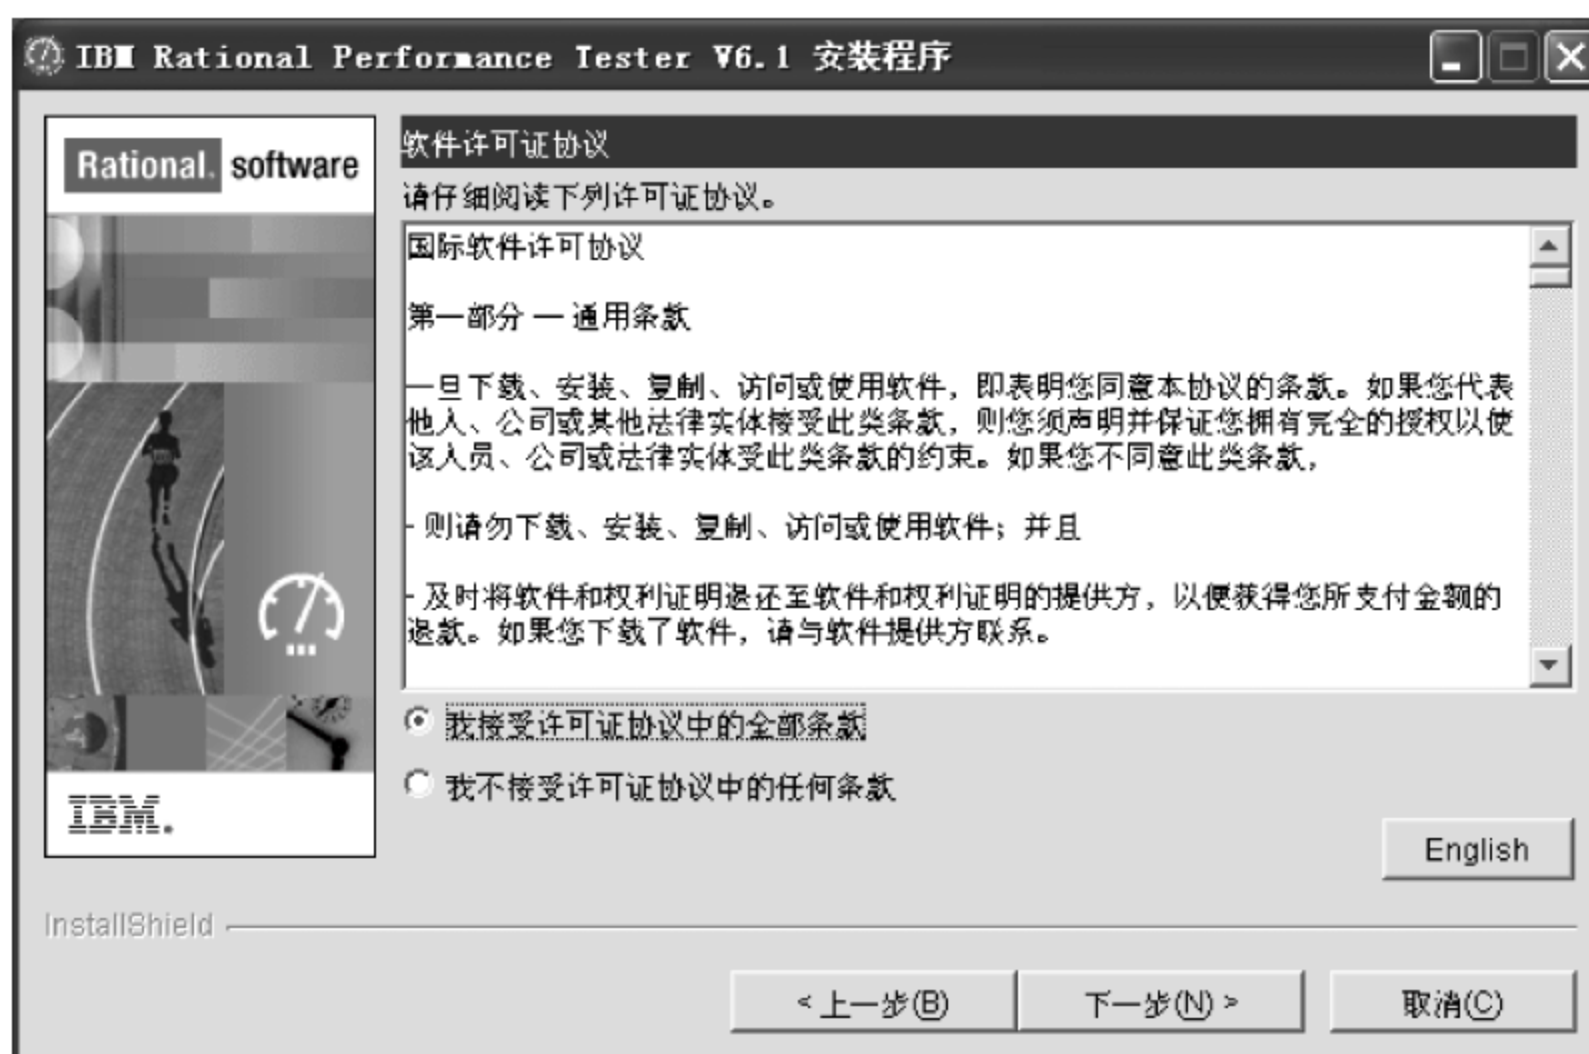 IBM Rational Performance Tester V6.1 安装程序
Rational. software
软件许可证协议
请仔细阅读下列许可证协议。
国际软件许可协议
第一部分 — 通用条款
一旦下载、安装、复制、访问或使用软件，即表明您同意本协议的条款。如果您代表
他人、公司或其他法律实体接受此类条款，则您须声明并保证您拥有完全的授权以使
该人员、公司或法律实体受此类条款的约束。如果您不同意此类条款，
- 则请勿下载、安装、复制、访问或使用软件；并且
- 及时将软件和权利证明退还至软件和权利证明的提供方，以便获得您所支付金额的
退款。如果您下载了软件，请与软件提供方联系。
我接受许可证协议中的全部条款
我不接受许可证协议中的任何条款
IBM.
English
InstallShield
< 上一步(B)
下一步(N) >
取消(C)